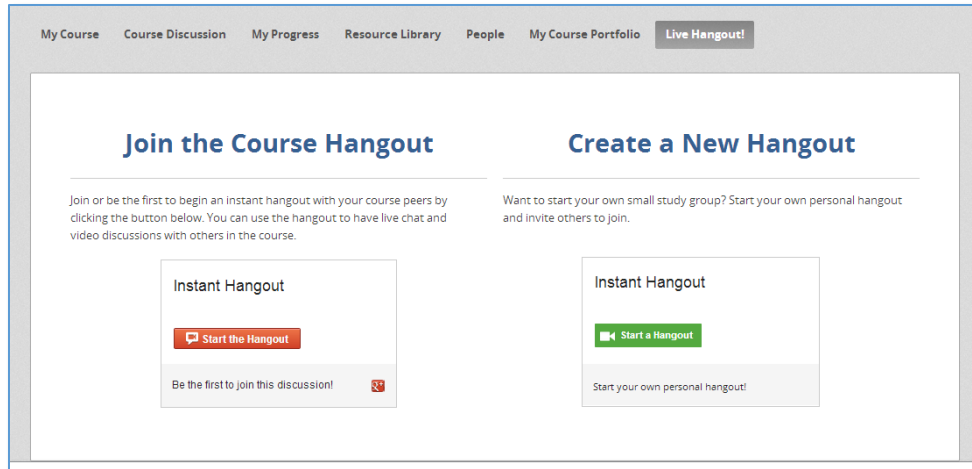 My Course Course Discussion My Progress Resource Library People My Course Portfolio Live Hangout!
Join the Course Hangout
Join or be the first to begin an instant hangout with your course peers by
clicking the button below. You can use the hangout to have live chat and
video discussions with others in the course.
Instant Hangout
Start the Hangout
Be the first to join this discussion!
g+
Create a New Hangout
Want to start your own small study group? Start your own personal hangout
and invite others to join.
Instant Hangout
Start a Hangout
Start your own personal hangout!